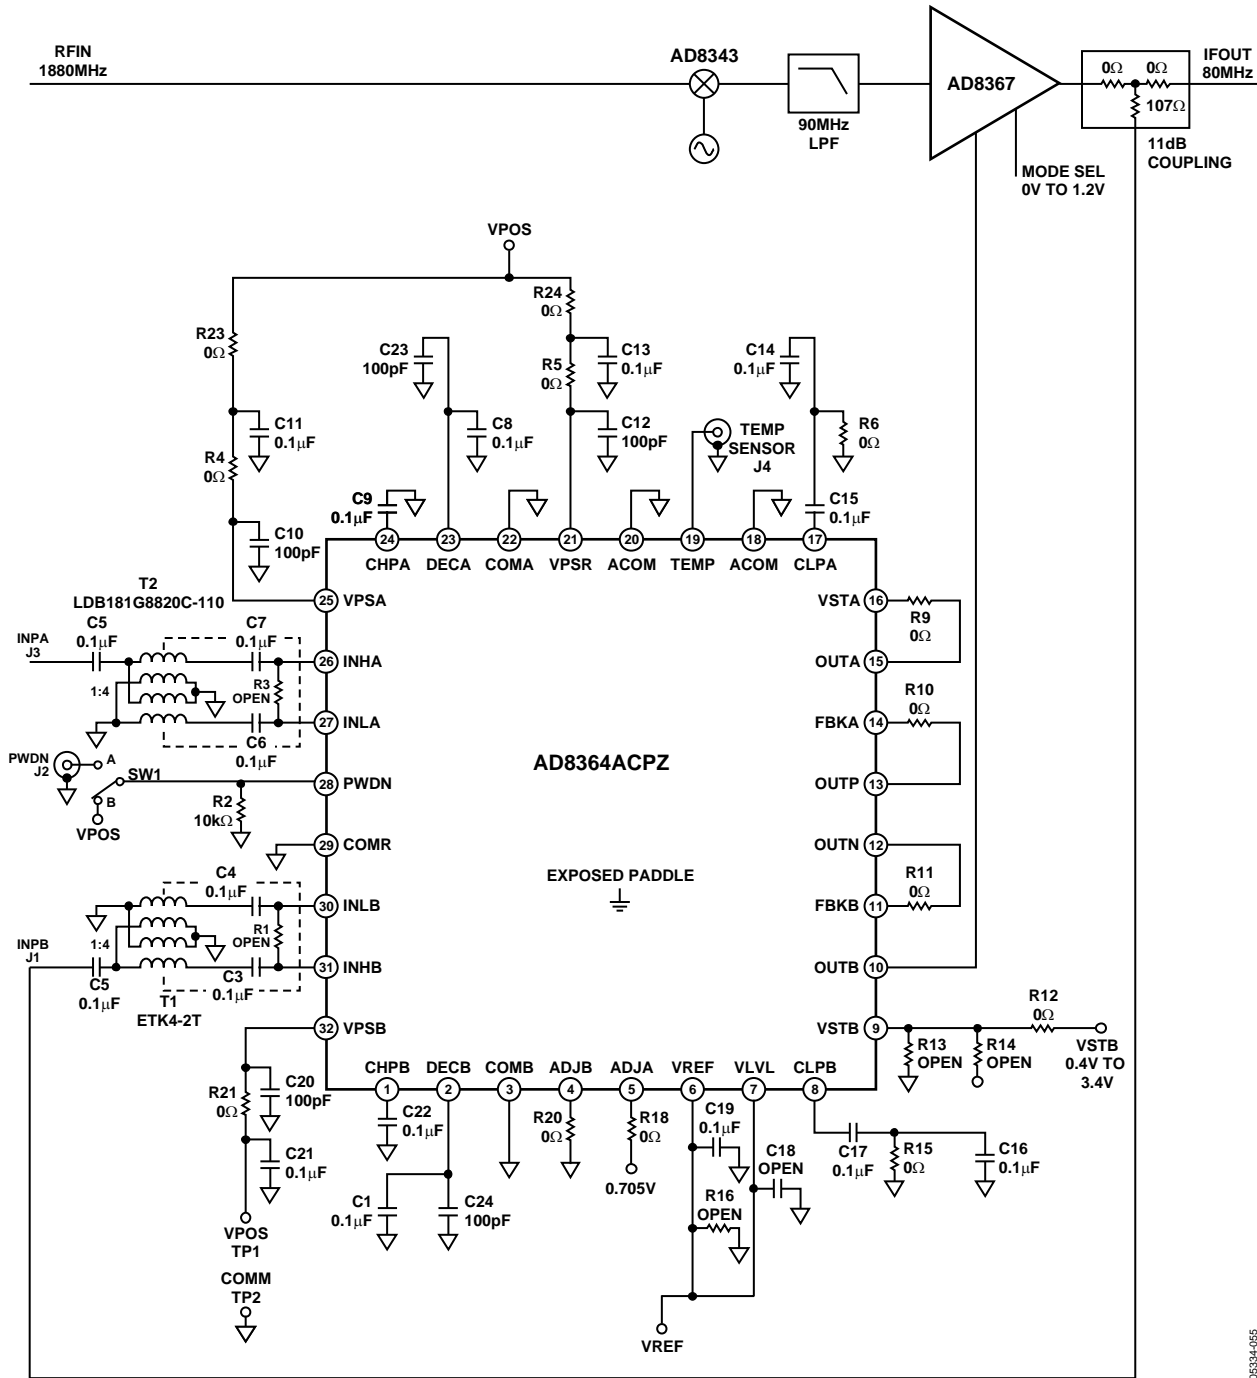 RFIN
1880MHz
AD8343
90MHz
LPF
AD8367
0Ω
0Ω
107Ω
IFOUT
80MHz
11dB
COUPLING
MODE SEL
0V TO 1.2V
VPOS
R23
0Ω
C11
0.1µF
R4
0Ω
C10
100pF
C23
100pF
C8
0.1µF
C9
0.1µF
R24
0Ω
R5
0Ω
C13
0.1µF
C12
100pF
TEMP
SENSOR
J4
C14
0.1µF
R6
0Ω
C15
0.1µF
24
23
22
21
20
19
18
17
CHPA
DECA
COMA
VPSR
ACOM
TEMP
ACOM
CLPA
T2
LDB181G8820C-110
INPA
J3
C5
0.1µF
C7
0.1µF
1:4
R3
OPEN
C6
0.1µF
PWDN
J2
A
SW1
B
VPOS
R2
10kΩ
C4
0.1µF
INPB
J1
1:4
R1
OPEN
C5
0.1µF
C3
0.1µF
T1
ETK4-2T
25 VPSA
26 INHA
27 INLA
28 PWDN
29 COMR
30 INLB
31 INHB
32 VPSB
AD8364ACPZ
EXPOSED PADDLE
VSTA 16
OUTA 15
FBKA 14
OUTP 13
OUTN 12
FBKB 11
OUTB 10
VSTB 9
R9
0Ω
R10
0Ω
R11
0Ω
R12
0Ω
R13
OPEN
R14
OPEN
VSTB
0.4V TO
3.4V
CHPB
DECB
COMB
ADJB
ADJA
VREF
VLVL
CLPB
1
2
3
4
5
6
7
8
R21
0Ω
C20
100pF
C21
0.1µF
VPOS
TP1
COMM
TP2
C22
0.1µF
C1
0.1µF
C24
100pF
R20
0Ω
R18
0Ω
0.705V
C19
0.1µF
R16
OPEN
C18
OPEN
C17
0.1µF
R15
0Ω
C16
0.1µF
VREF
05334-055